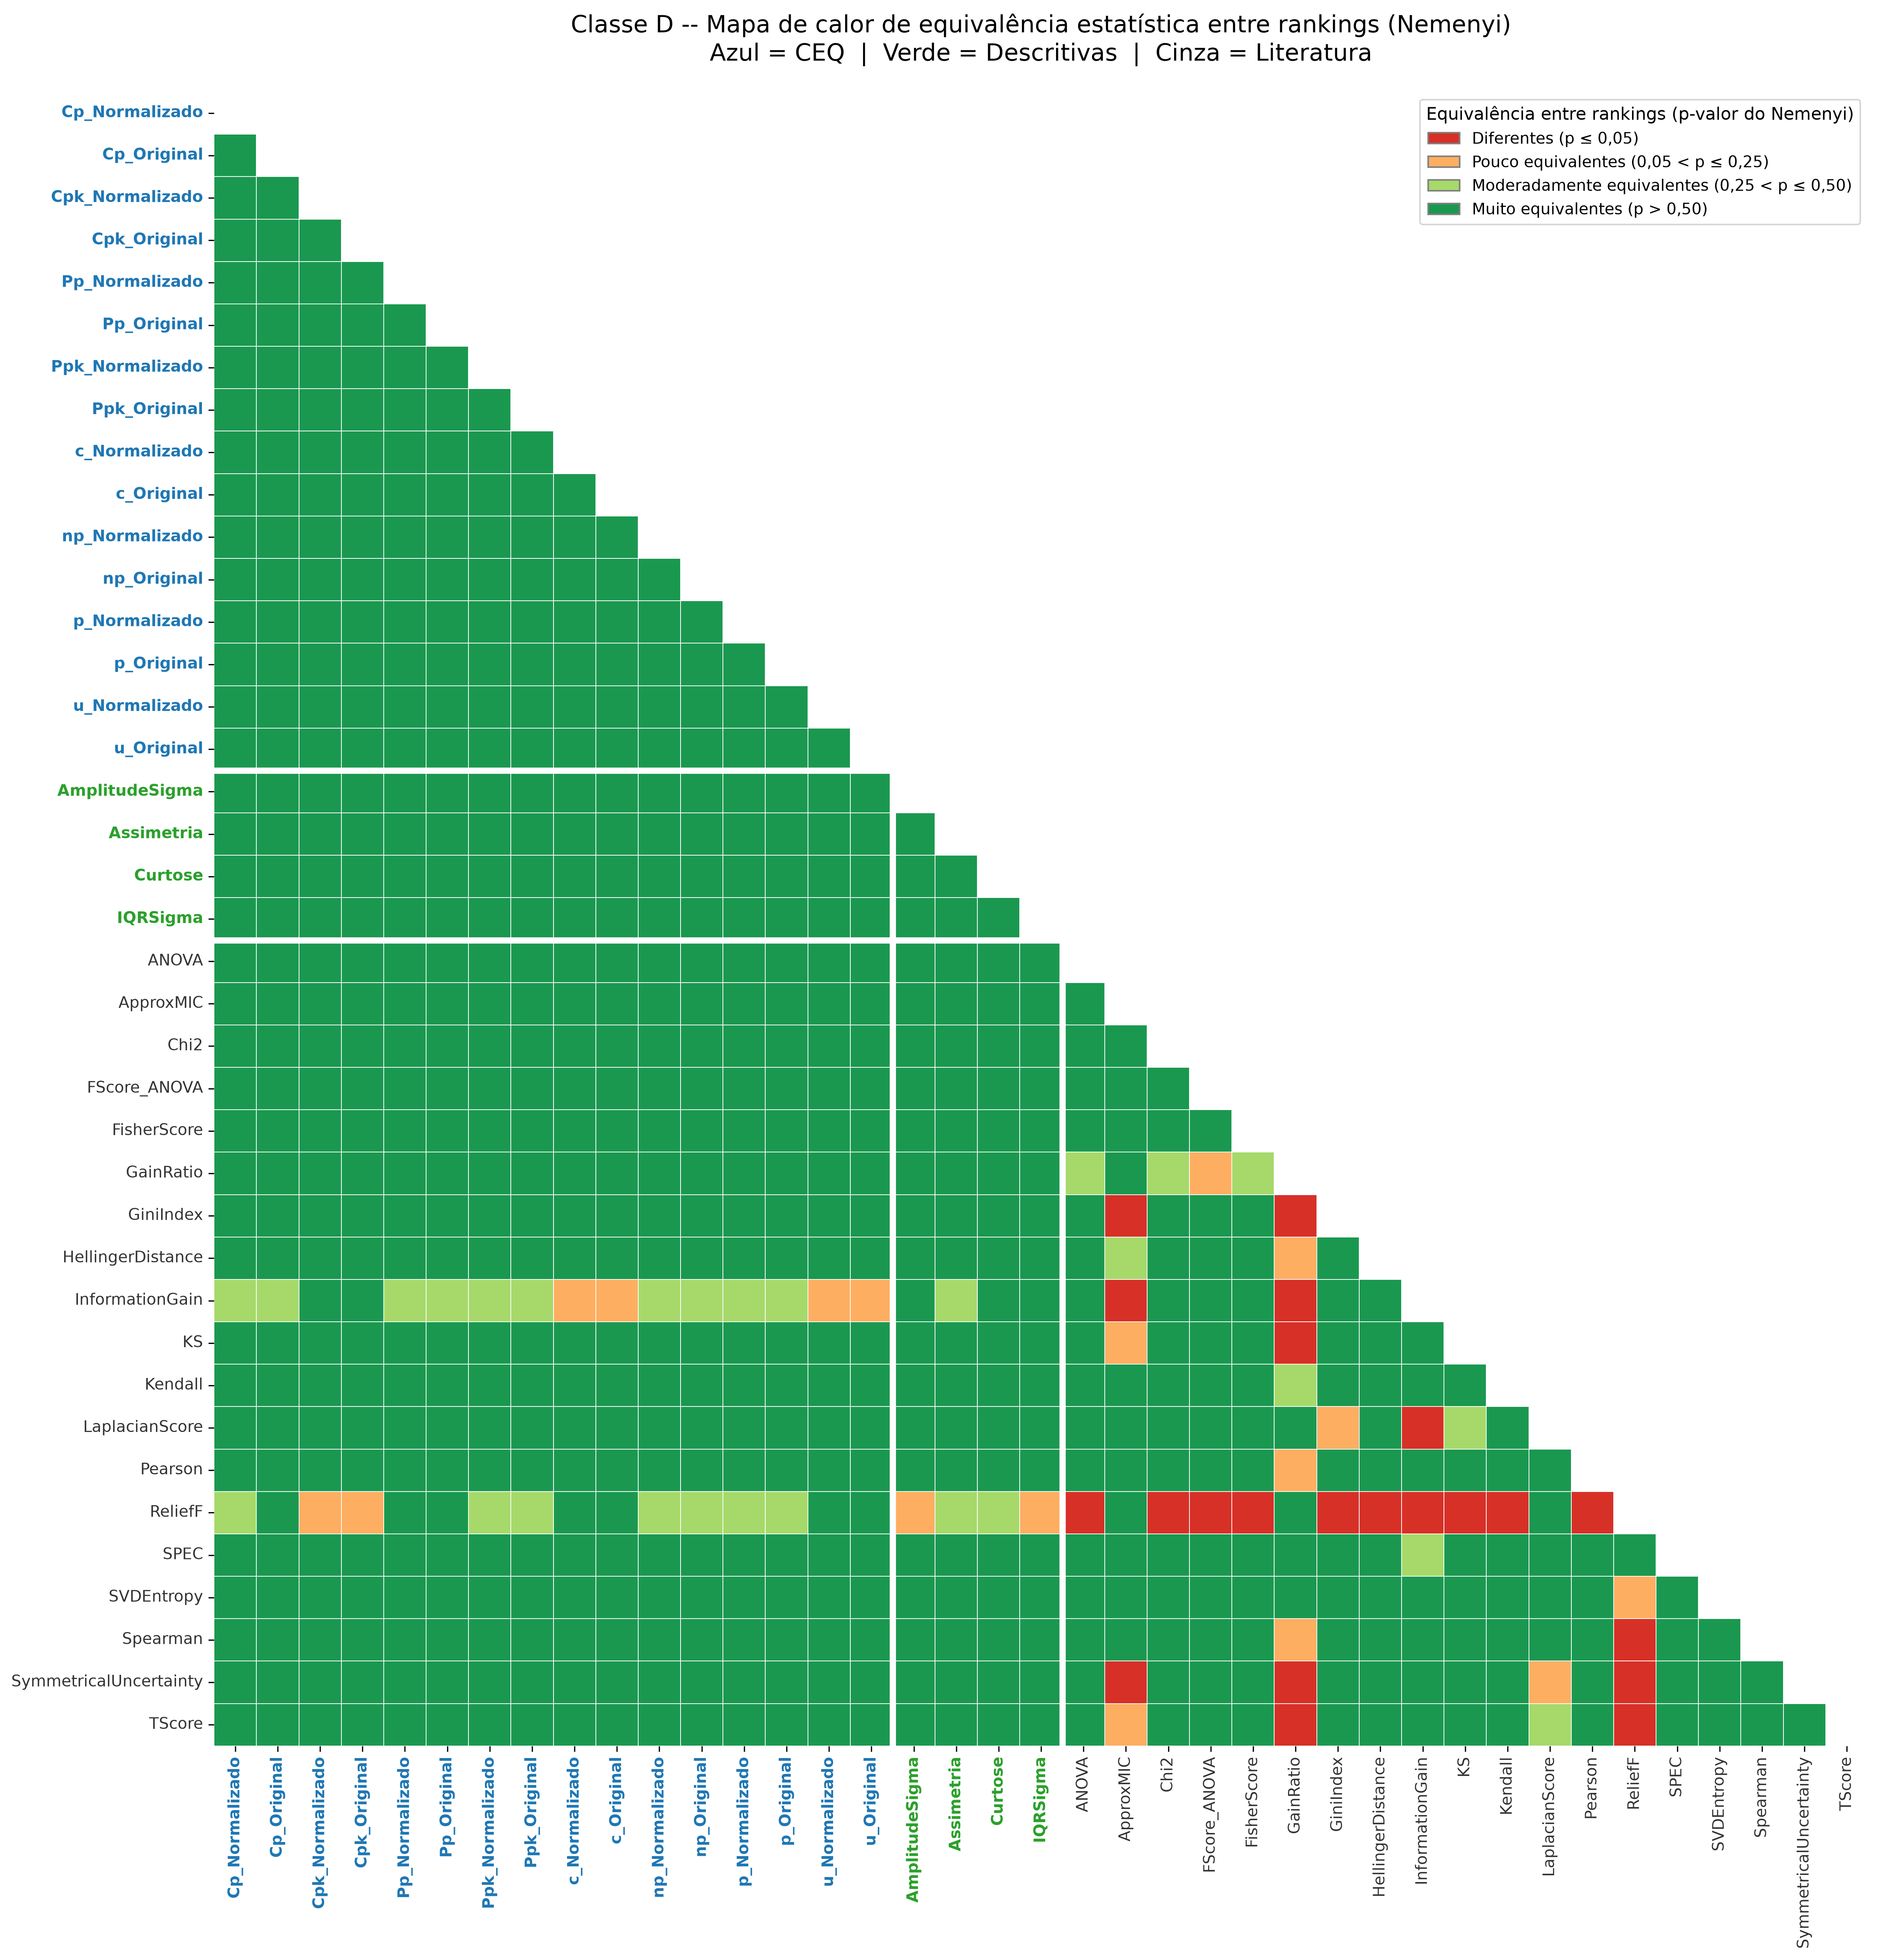 Classe D -- Mapa de calor de equivalência estatística entre rankings (Nemenyi)
Azul = CEQ | Verde = Descritivas | Cinza = Literatura
Equivalência entre rankings (p-valor do Nemenyi)
Diferentes (p ≤ 0,05)
Pouco equivalentes (0,05 < p ≤ 0,25)
Moderadamente equivalentes (0,25 < p ≤ 0,50)
Muito equivalentes (p > 0,50)
Cp_Normalizado
Cp_Original
Cpk_Normalizado
Cpk_Original
Pp_Normalizado
Pp_Original
Ppk_Normalizado
Ppk_Original
c_Normalizado
c_Original
np_Normalizado
np_Original
p_Normalizado
p_Original
u_Normalizado
u_Original
AmplitudeSigma
Assimetria
Curtose
IQRSigma
ANOVA
ApproxMIC
Chi2
FScore_ANOVA
FisherScore
GainRatio
GiniIndex
HellingerDistance
InformationGain
KS
Kendall
LaplacianScore
Pearson
ReliefF
SPEC
SVDEntropy
Spearman
SymmetricalUncertainty
TScore
Cp_Normalizado
Cp_Original
Cpk_Normalizado
Cpk_Original
Pp_Normalizado
Pp_Original
Ppk_Normalizado
Ppk_Original
c_Normalizado
c_Original
np_Normalizado
np_Original
p_Normalizado
p_Original
u_Normalizado
u_Original
AmplitudeSigma
Assimetria
Curtose
IQRSigma
ANOVA
ApproxMIC
Chi2
FScore_ANOVA
FisherScore
GainRatio
GiniIndex
HellingerDistance
InformationGain
KS
Kendall
LaplacianScore
Pearson
ReliefF
SPEC
SVDEntropy
Spearman
SymmetricalUncertainty
TScore